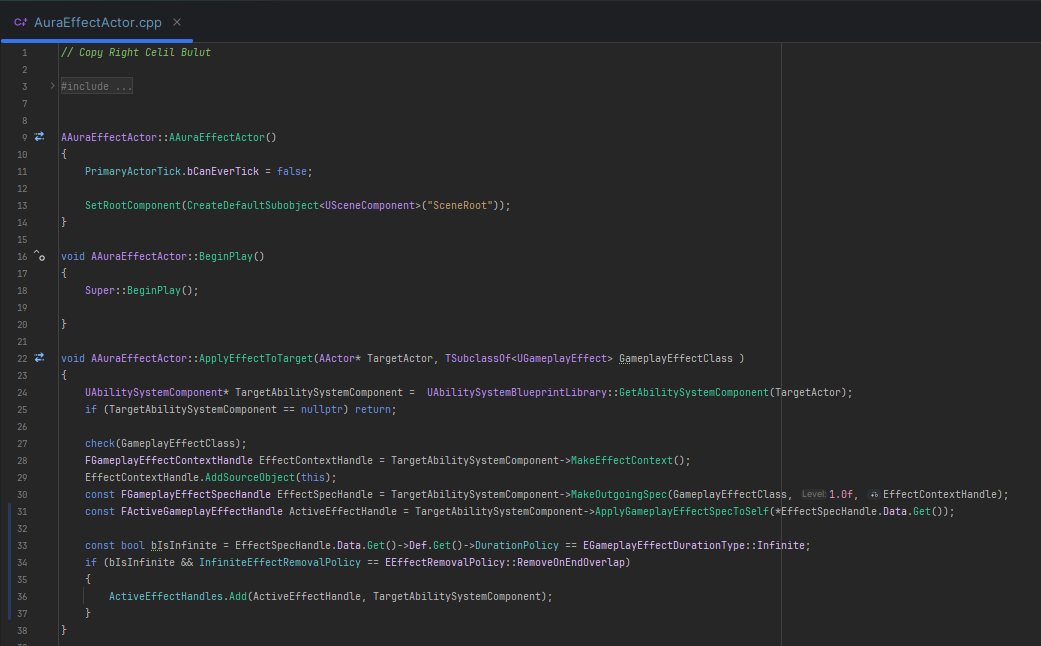 C++ AuraEffectActor.cpp ×
1 // Copy Right Celil Bulut
2
3 #include ...
7
8
9 AAuraEffectActor::AAuraEffectActor()
10 {
11 PrimaryActorTick.bCanEverTick = false;
12
13 SetRootComponent(CreateDefaultSubobject<USceneComponent>("SceneRoot"));
14 }
15
16 void AAuraEffectActor::BeginPlay()
17 {
18 Super::BeginPlay();
19
20 }
21
22 void AAuraEffectActor::ApplyEffectToTarget(AActor* TargetActor, TSubclassOf<UGameplayEffect> GameplayEffectClass )
23 {
24 UAbilitySystemComponent* TargetAbilitySystemComponent =  UAbilitySystemBlueprintLibrary::GetAbilitySystemComponent(TargetActor);
25 if (TargetAbilitySystemComponent == nullptr) return;
26
27 check(GameplayEffectClass);
28 FGameplayEffectContextHandle EffectContextHandle = TargetAbilitySystemComponent->MakeEffectContext();
29 EffectContextHandle.AddSourceObject(this);
30 const FGameplayEffectSpecHandle EffectSpecHandle = TargetAbilitySystemComponent->MakeOutgoingSpec(GameplayEffectClass, Level: 1.0f, EffectContextHandle);
31 const FActiveGameplayEffectHandle ActiveEffectHandle = TargetAbilitySystemComponent->ApplyGameplayEffectSpecToSelf(*EffectSpecHandle.Data.Get());
32
33 const bool bIsInfinite = EffectSpecHandle.Data.Get()->Def.Get()->DurationPolicy == EGameplayEffectDurationType::Infinite;
34 if (bIsInfinite && InfiniteEffectRemovalPolicy == EEffectRemovalPolicy::RemoveOnEndOverlap)
35 {
36 ActiveEffectHandles.Add(ActiveEffectHandle, TargetAbilitySystemComponent);
37 }
38 }